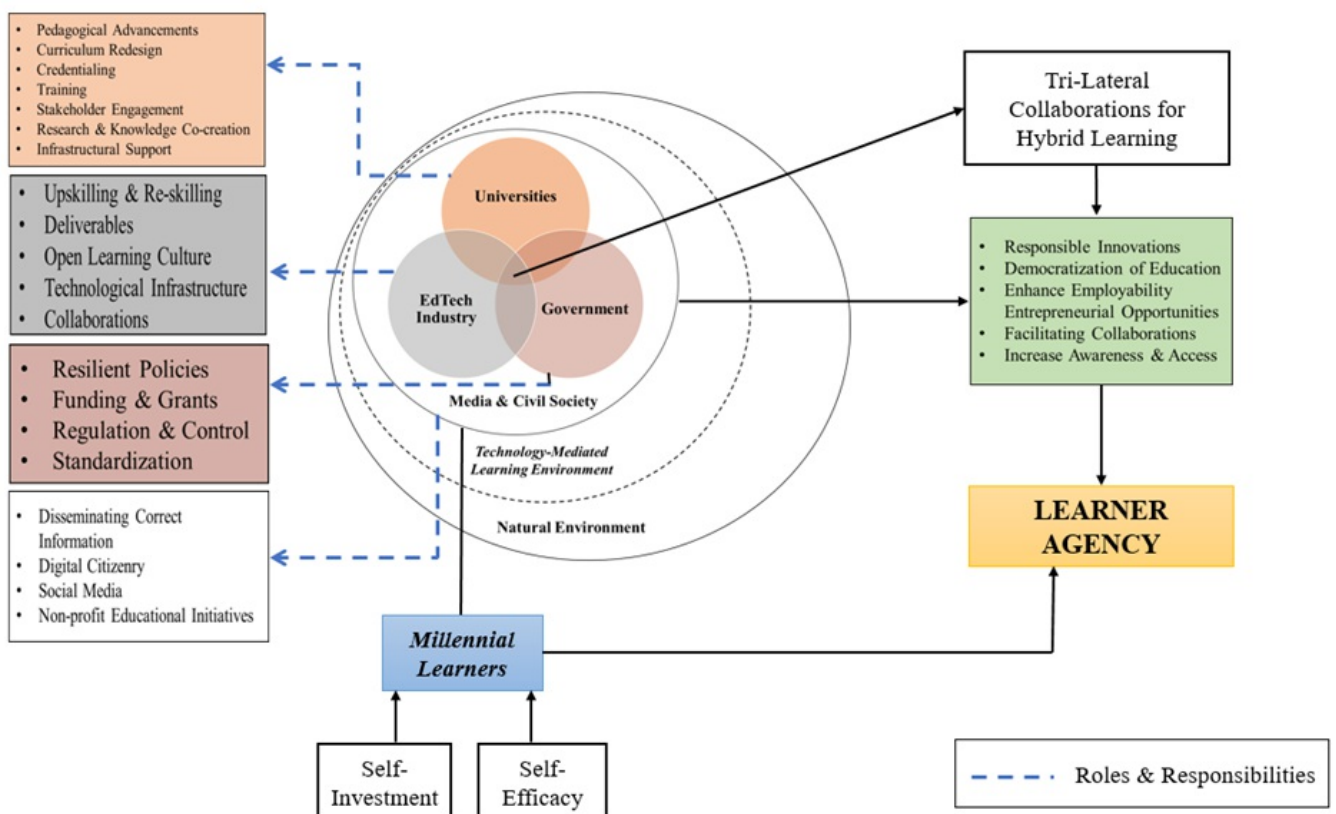 • Pedagogical Advancements
• Curriculum Redesign
• Credentialing
• Training
• Stakeholder Engagement
• Research & Knowledge Co-creation
• Infrastructural Support
• Upskilling & Re-skilling
• Deliverables
• Open Learning Culture
• Technological Infrastructure
• Collaborations
• Resilient Policies
• Funding & Grants
• Regulation & Control
• Standardization
• Disseminating Correct
Information
• Digital Citizenry
• Social Media
• Non-profit Educational Initiatives
Universities
EdTech
Industry
Government
Media & Civil Society
Technology-Mediated
Learning Environment
Natural Environment
Tri-Lateral
Collaborations for
Hybrid Learning
• Responsible Innovations
• Democratization of Education
• Enhance Employability
Entrepreneurial Opportunities
• Facilitating Collaborations
• Increase Awareness & Access
LEARNER
AGENCY
Millennial
Learners
Self-
Investment
Self-
Efficacy
Roles & Responsibilities